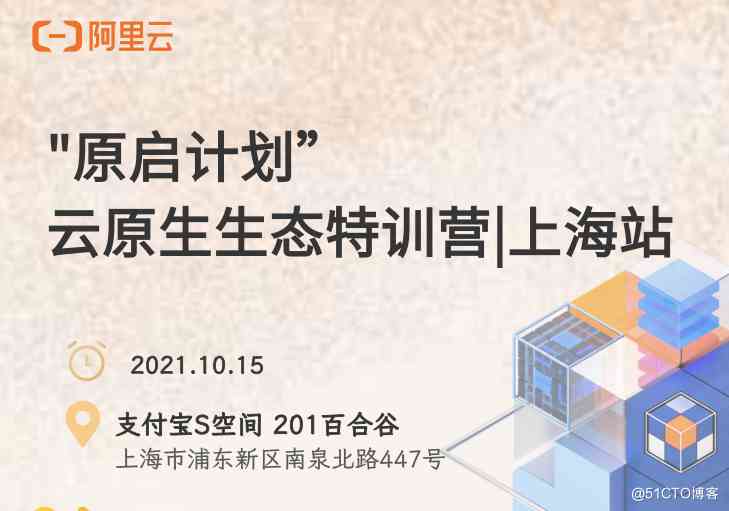 阿里云
"原启计划”
云原生生态特训营|上海站
2021.10.15
支付宝S空间 201百合谷
上海市浦东新区南泉北路447号
@51CTO博客